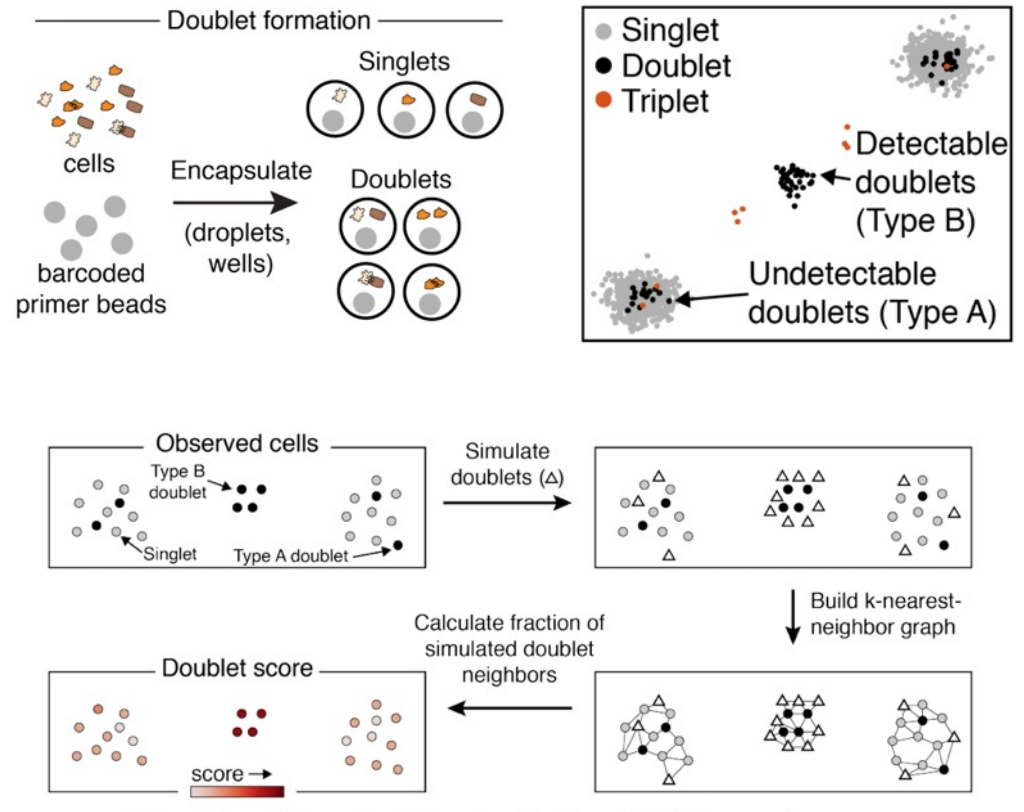 Doublet formation
cells
barcoded
primer beads
Encapsulate
(droplets,
wells)
Singlets
Doublets
Singlet
Doublet
Triplet
Detectable
doublets
(Type B)
Undetectable
doublets (Type A)
Observed cells
Type B
doublet
Singlet
Type A doublet
Simulate
doublets (△)
Build k-nearest-
neighbor graph
Calculate fraction of
simulated doublet
neighbors
Doublet score
score